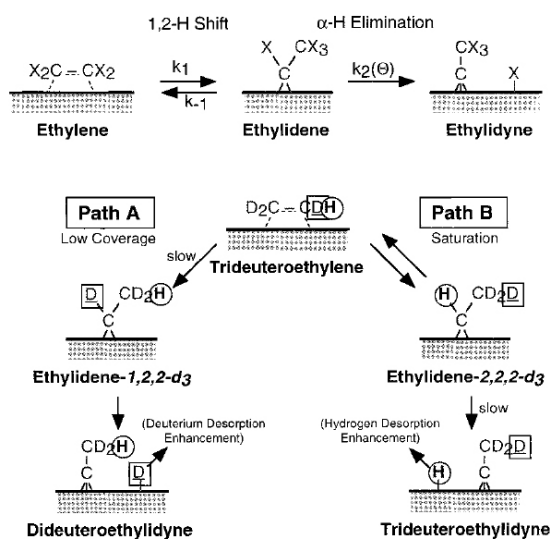 1,2-H Shift
α-H Elimination
X2C=CX2
k1
k-1
X
CX3
C
k2(Θ)
CX3
C
X
Ethylene
Ethylidene
Ethylidyne
Path A
Low Coverage
D2C=CDH
Trideuteroethylene
Path B
Saturation
slow
D
CD2H
C
Ethylidene-1,2,2-d3
H
CD2D
C
Ethylidene-2,2,2-d3
slow
CD2H
C
(Deuterium Desorption
Enhancement)
D
Dideuteroethylidyne
(Hydrogen Desorption
Enhancement)
H
CD2D
C
Trideuteroethylidyne